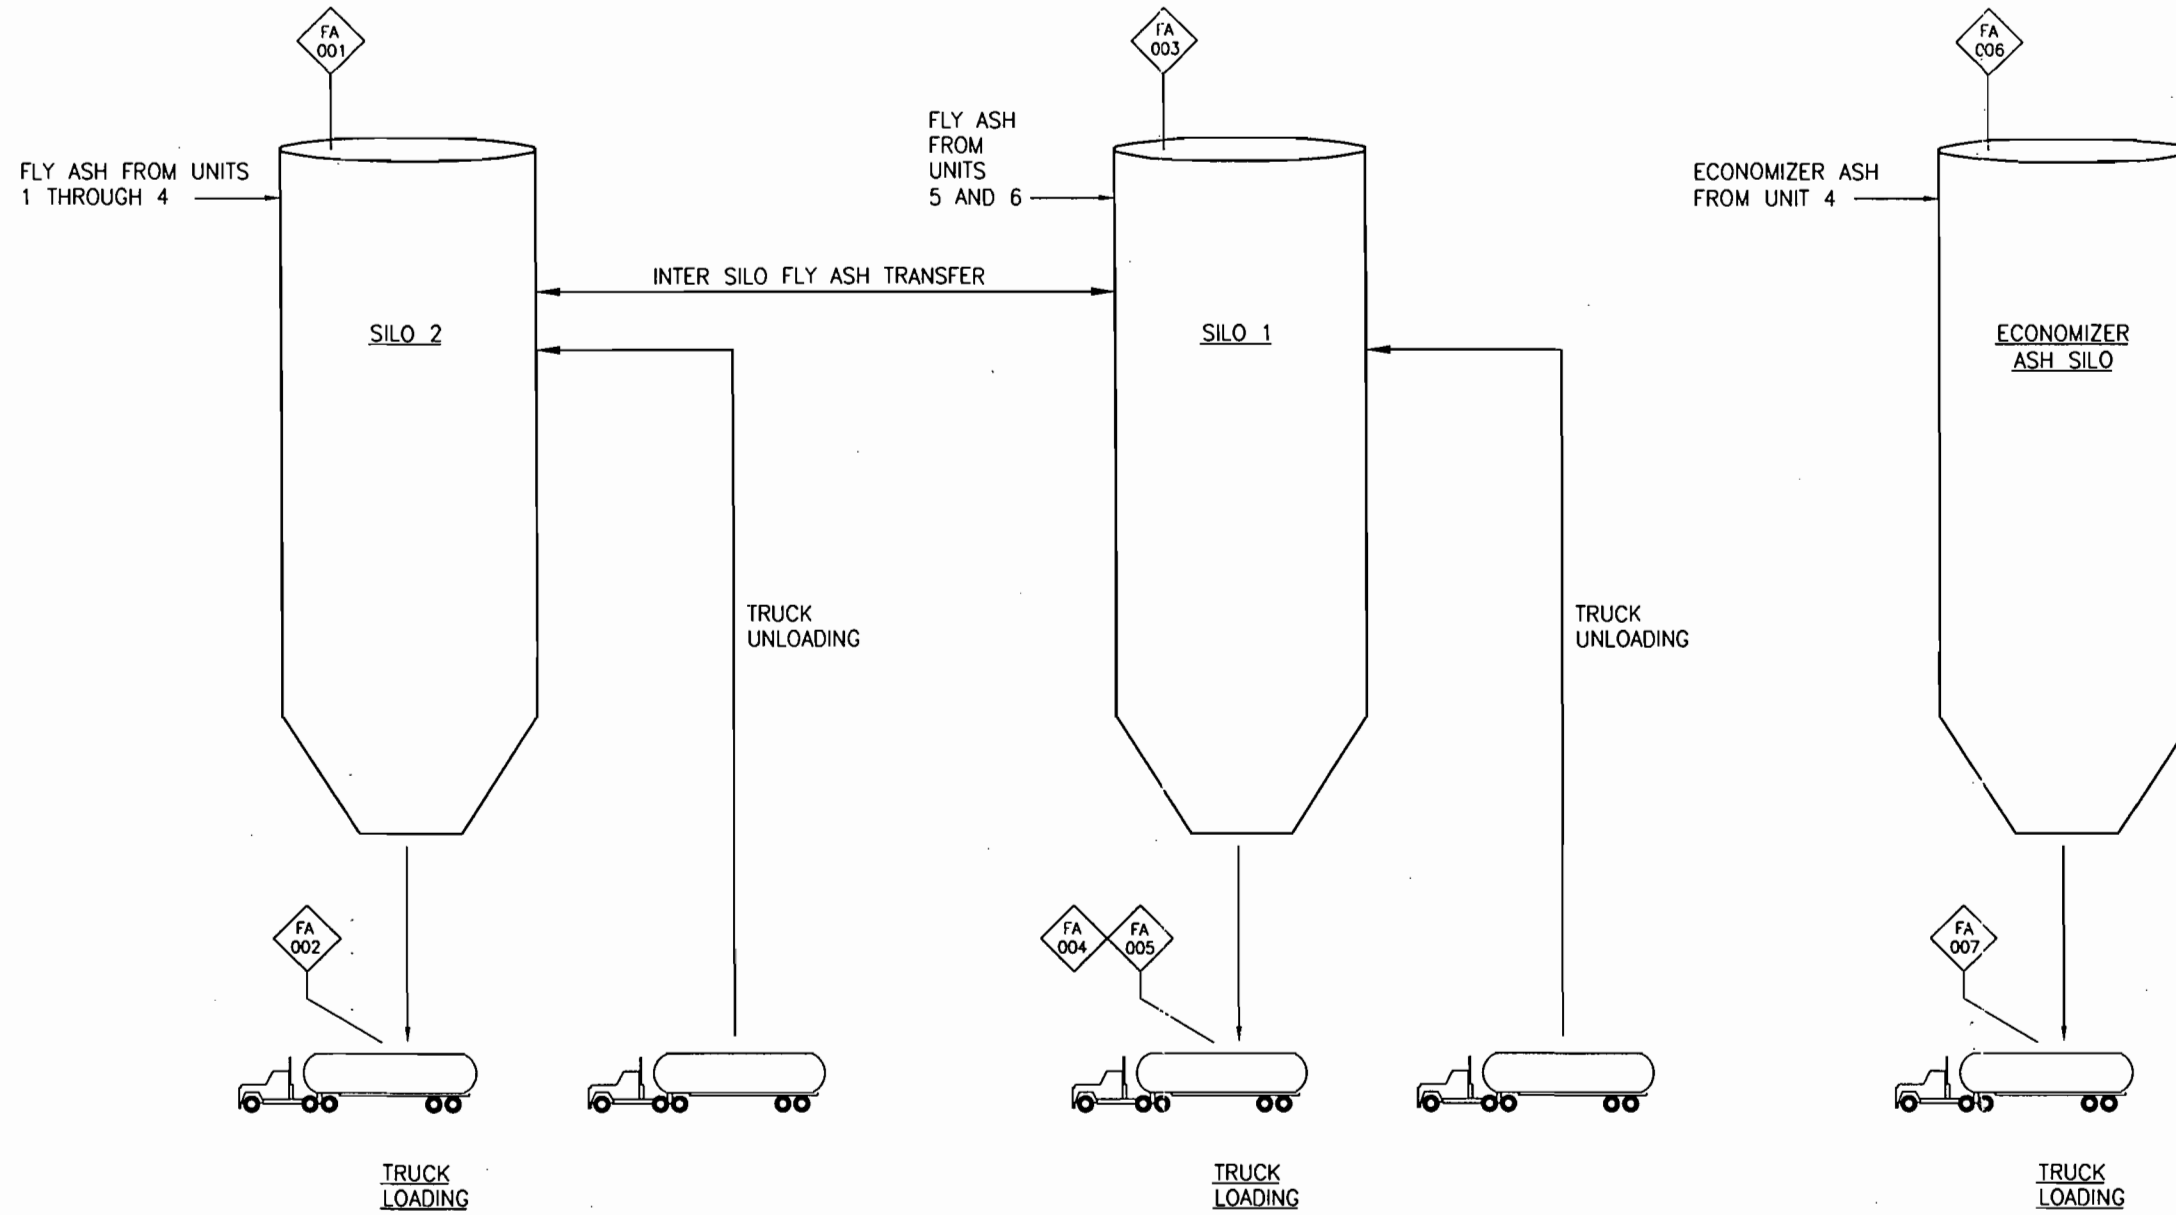 FA
001
FA
003
FA
006
FLY ASH FROM UNITS
1 THROUGH 4
FLY ASH
FROM
UNITS
5 AND 6
ECONOMIZER ASH
FROM UNIT 4
INTER SILO FLY ASH TRANSFER
SILO 2
SILO 1
ECONOMIZER
ASH SILO
TRUCK
UNLOADING
TRUCK
UNLOADING
FA
002
FA
004
FA
005
FA
007
TRUCK
LOADING
TRUCK
LOADING
TRUCK
LOADING